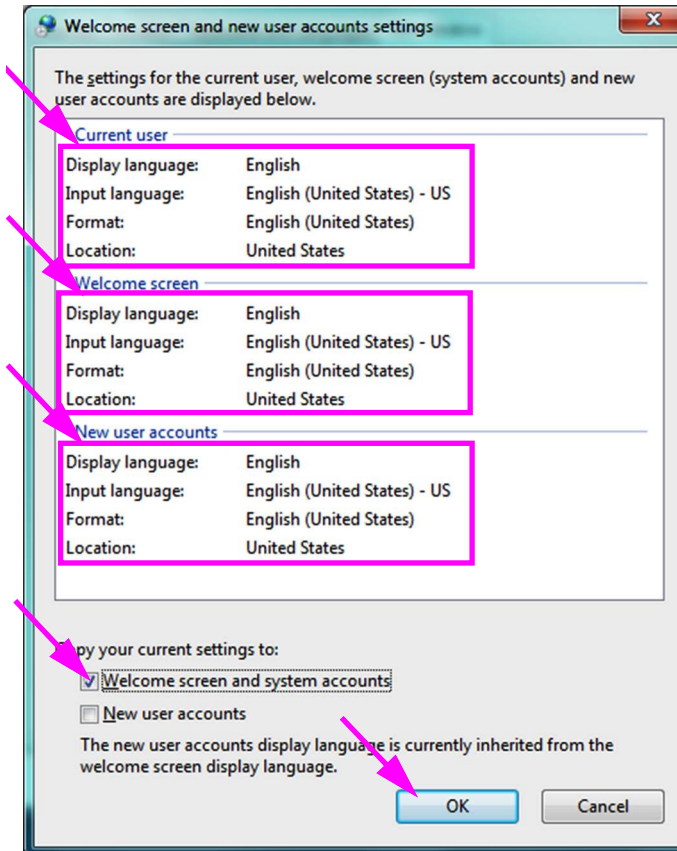 Welcome screen and new user accounts settings
The settings for the current user, welcome screen (system accounts) and new
user accounts are displayed below.
Current user
Display language: English
Input language: English (United States) - US
Format: English (United States)
Location: United States
Welcome screen
Display language: English
Input language: English (United States) - US
Format: English (United States)
Location: United States
New user accounts
Display language: English
Input language: English (United States) - US
Format: English (United States)
Location: United States
Copy your current settings to:
Welcome screen and system accounts
New user accounts
The new user accounts display language is currently inherited from the
welcome screen display language.
OK Cancel